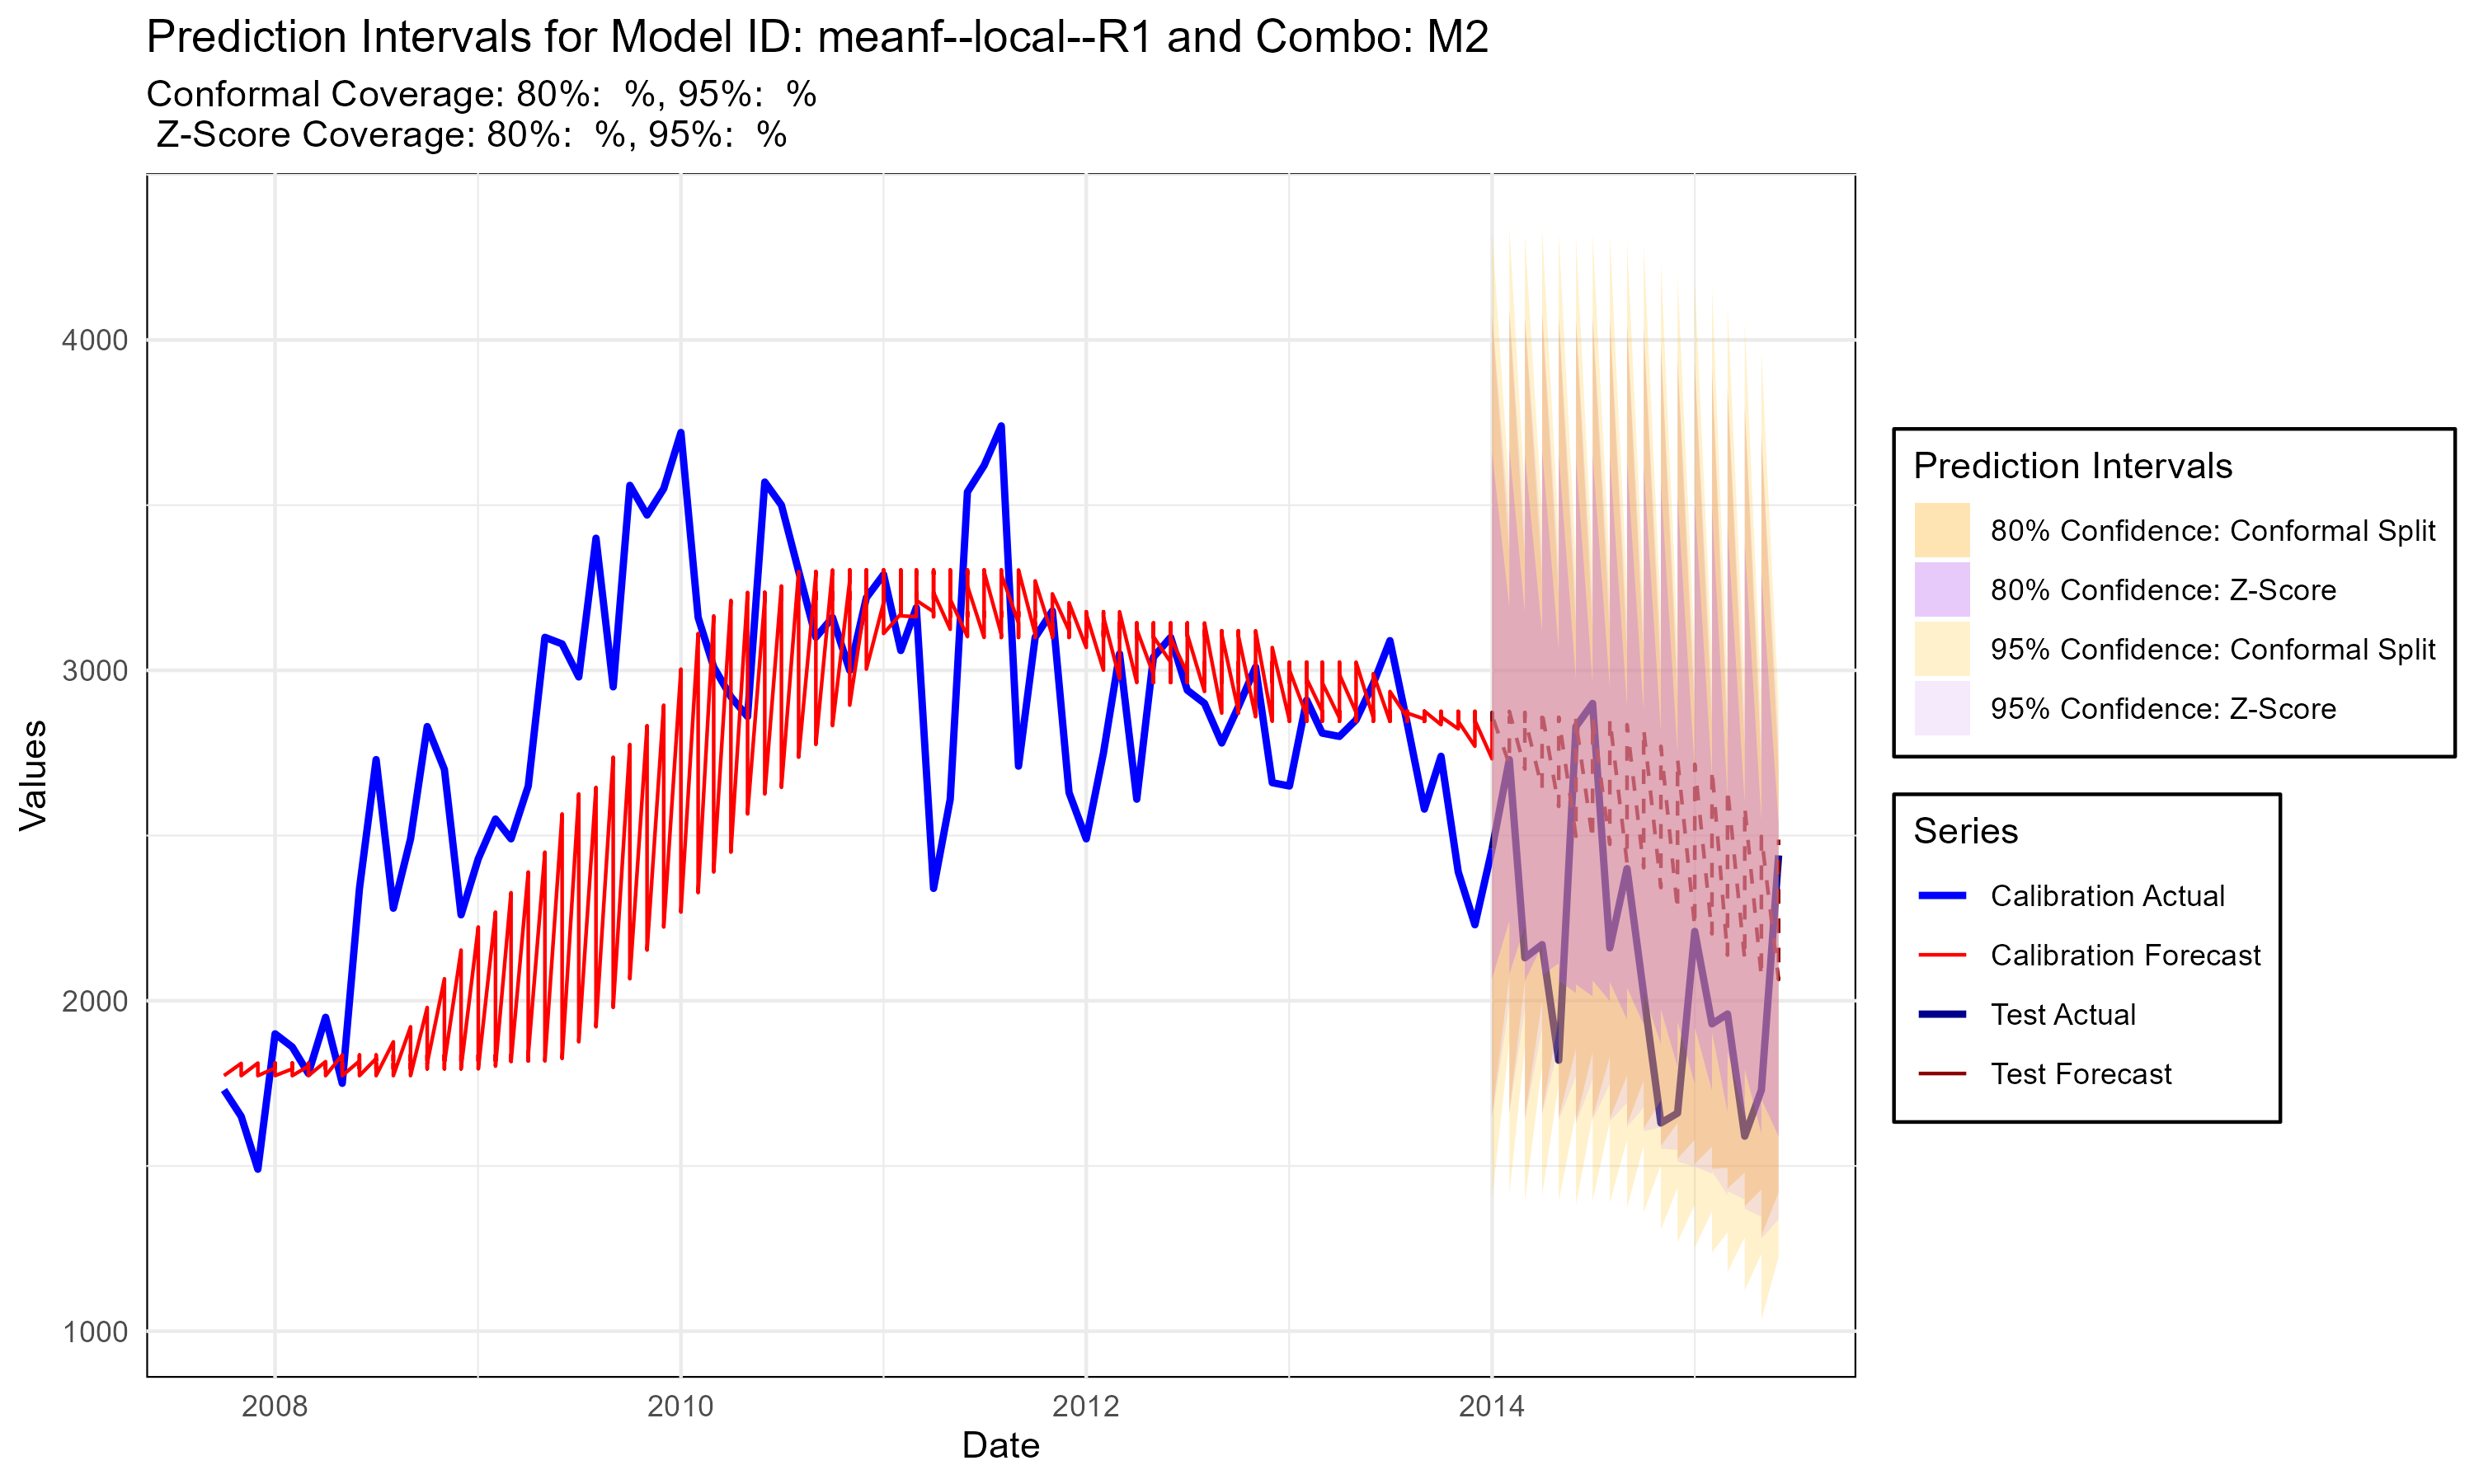 Prediction Intervals for Model ID: meanf--local--R1 and Combo: M2
Conformal Coverage: 80%:  %, 95%:  %
Z-Score Coverage: 80%:  %, 95%:  %
Values
4000
3000
2000
1000
2008
2010
2012
2014
Date
Prediction Intervals
80% Confidence: Conformal Split
80% Confidence: Z-Score
95% Confidence: Conformal Split
95% Confidence: Z-Score
Series
Calibration Actual
Calibration Forecast
Test Actual
Test Forecast